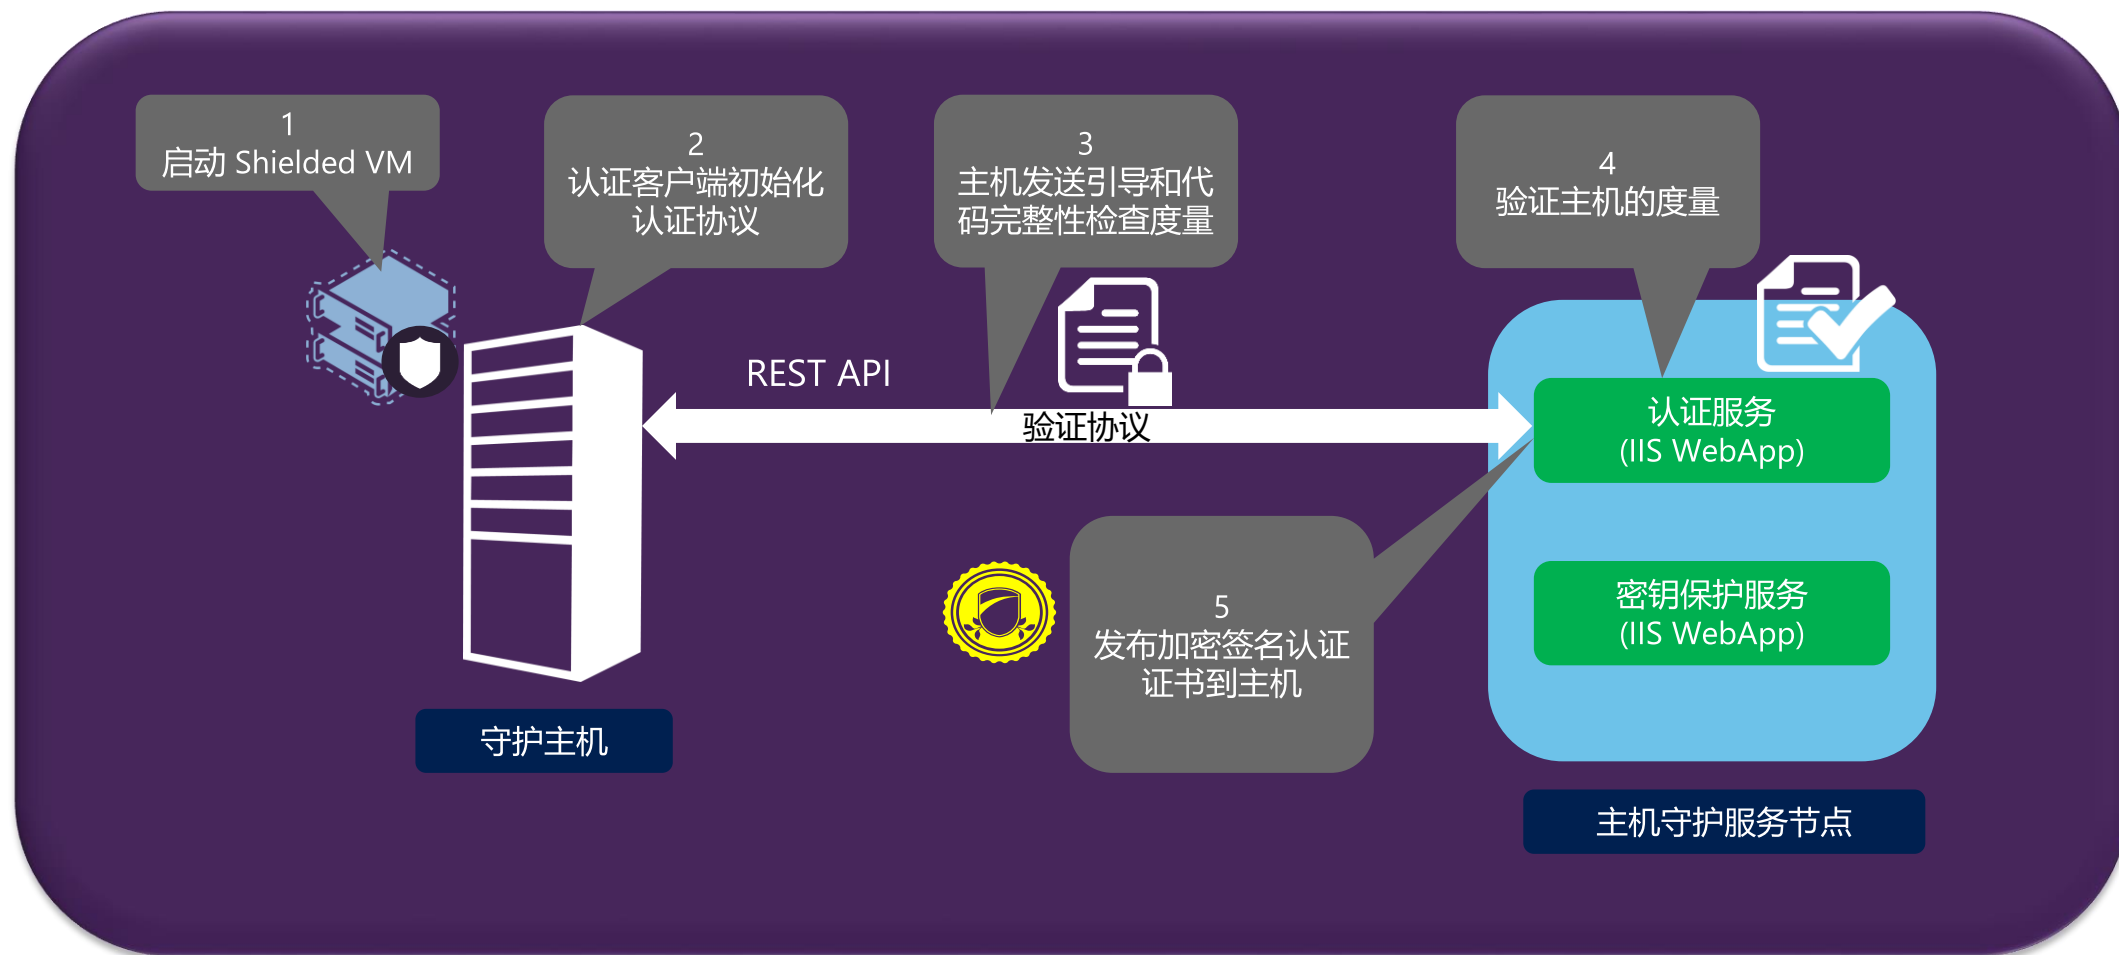 1
启动 Shielded VM
2
认证客户端初始化
认证协议
3
主机发送引导和代
码完整性检查度量
4
验证主机的度量
REST API
验证协议
认证服务
(IIS WebApp)
5
发布加密签名认证
证书到主机
密钥保护服务
(IIS WebApp)
守护主机
主机守护服务节点